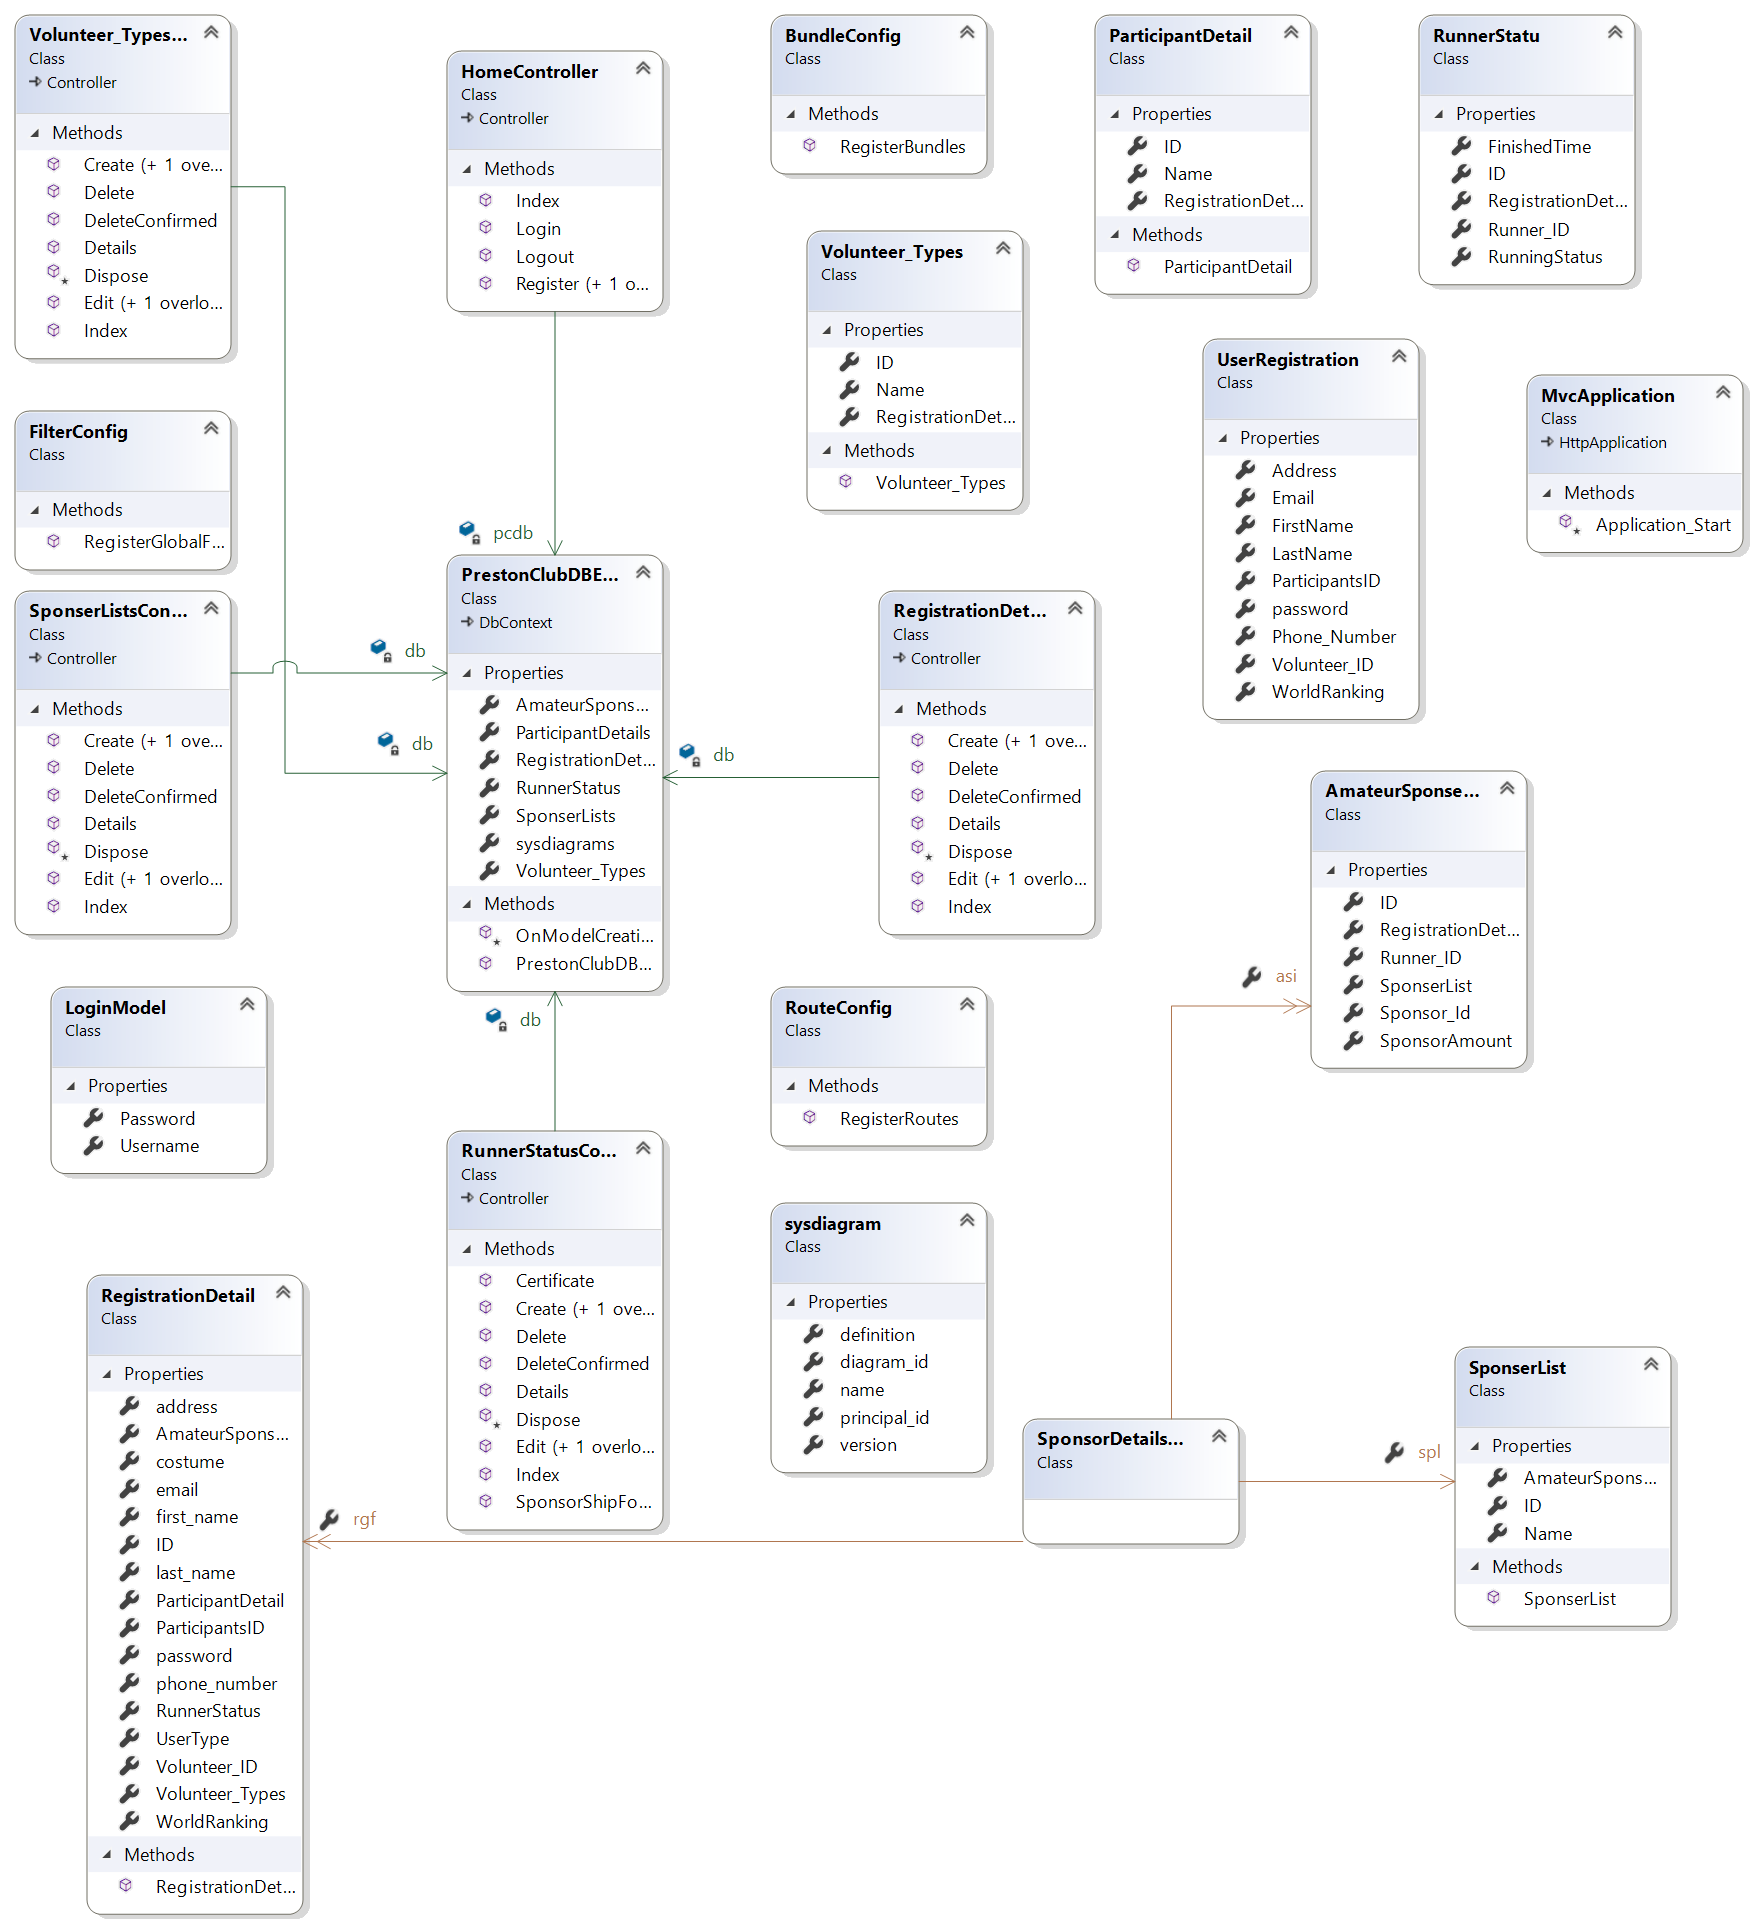 Volunteer_Types...
Class
Controller
Methods
Create (+ 1 ove...
Delete
DeleteConfirmed
Details
Dispose
Edit (+ 1 overlo...
Index
HomeController
Class
Controller
Methods
Index
Login
Logout
Register (+ 1 o...
BundleConfig
Class
Methods
RegisterBundles
ParticipantDetail
Class
Properties
ID
Name
RegistrationDet...
Methods
ParticipantDetail
RunnerStatu
Class
Properties
FinishedTime
ID
RegistrationDet...
Runner_ID
RunningStatus
Volunteer_Types
Class
Properties
ID
Name
RegistrationDet...
Methods
Volunteer_Types
UserRegistration
Class
Properties
Address
Email
FirstName
LastName
ParticipantsID
password
Phone_Number
Volunteer_ID
WorldRanking
MvcApplication
Class
HttpApplication
Methods
Application_Start
FilterConfig
Class
Methods
RegisterGlobalF...
pcdb
SponserListsCon...
Class
Controller
Methods
Create (+ 1 ove...
Delete
DeleteConfirmed
Details
Dispose
Edit (+ 1 overlo...
Index
db
db
PrestonClubDBE...
Class
DbContext
Properties
AmateurSpons...
ParticipantDetails
RegistrationDet...
RunnerStatus
SponserLists
sysdiagrams
Volunteer_Types
Methods
OnModelCreati...
PrestonClubDB...
db
RegistrationDet...
Class
Controller
Methods
Create (+ 1 ove...
Delete
DeleteConfirmed
Details
Dispose
Edit (+ 1 overlo...
Index
AmateurSponse...
Class
Properties
ID
RegistrationDet...
Runner_ID
SponserList
Sponsor_Id
SponsorAmount
asi
LoginModel
Class
Properties
Password
Username
db
RouteConfig
Class
Methods
RegisterRoutes
RunnerStatusCo...
Class
Controller
Methods
Certificate
Create (+ 1 ove...
Delete
DeleteConfirmed
Details
Dispose
Edit (+ 1 overlo...
Index
SponsorShipFo...
sysdiagram
Class
Properties
definition
diagram_id
name
principal_id
version
RegistrationDetail
Class
Properties
address
AmateurSpons...
costume
email
first_name
ID
last_name
ParticipantDetail
ParticipantsID
password
phone_number
RunnerStatus
UserType
Volunteer_ID
Volunteer_Types
WorldRanking
Methods
RegistrationDet...
rgf
SponsorDetails...
Class
spl
SponserList
Class
Properties
AmateurSpons...
ID
Name
Methods
SponserList